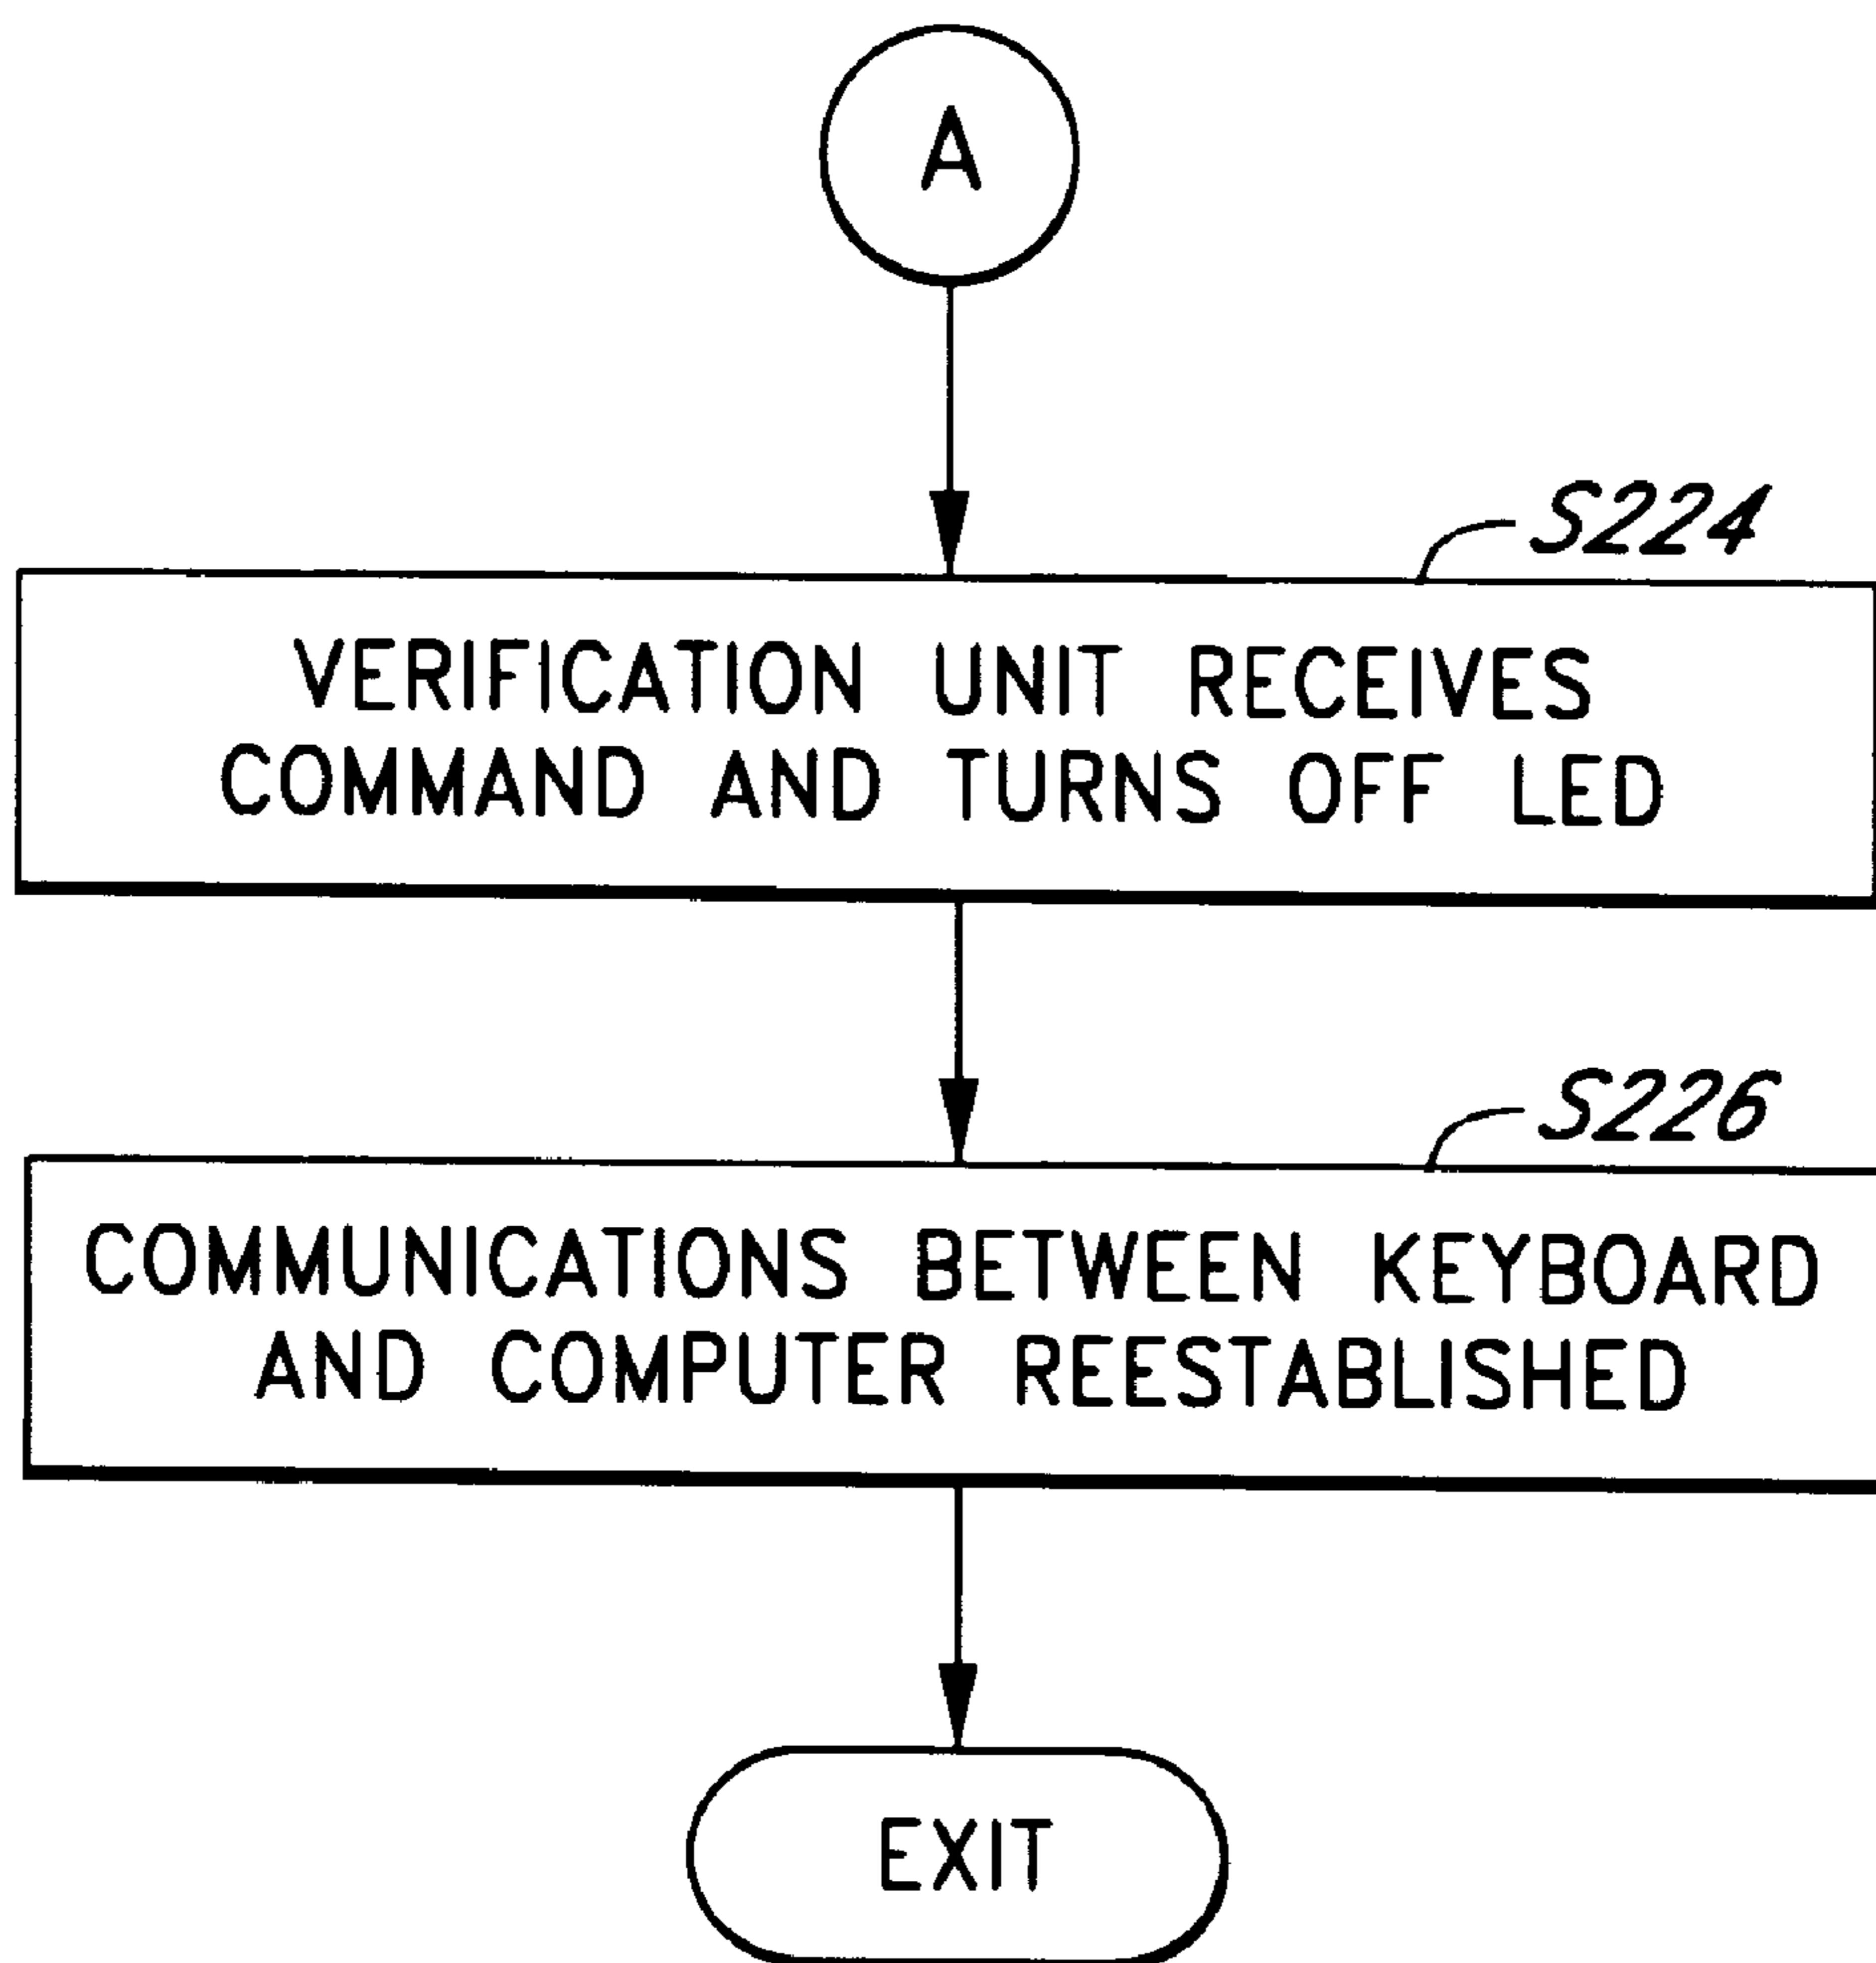 A
S224
VERIFICATION UNIT RECEIVES
COMMAND AND TURNS OFF LED
S226
COMMUNICATIONS BETWEEN KEYBOARD
AND COMPUTER REESTABLISHED
EXIT